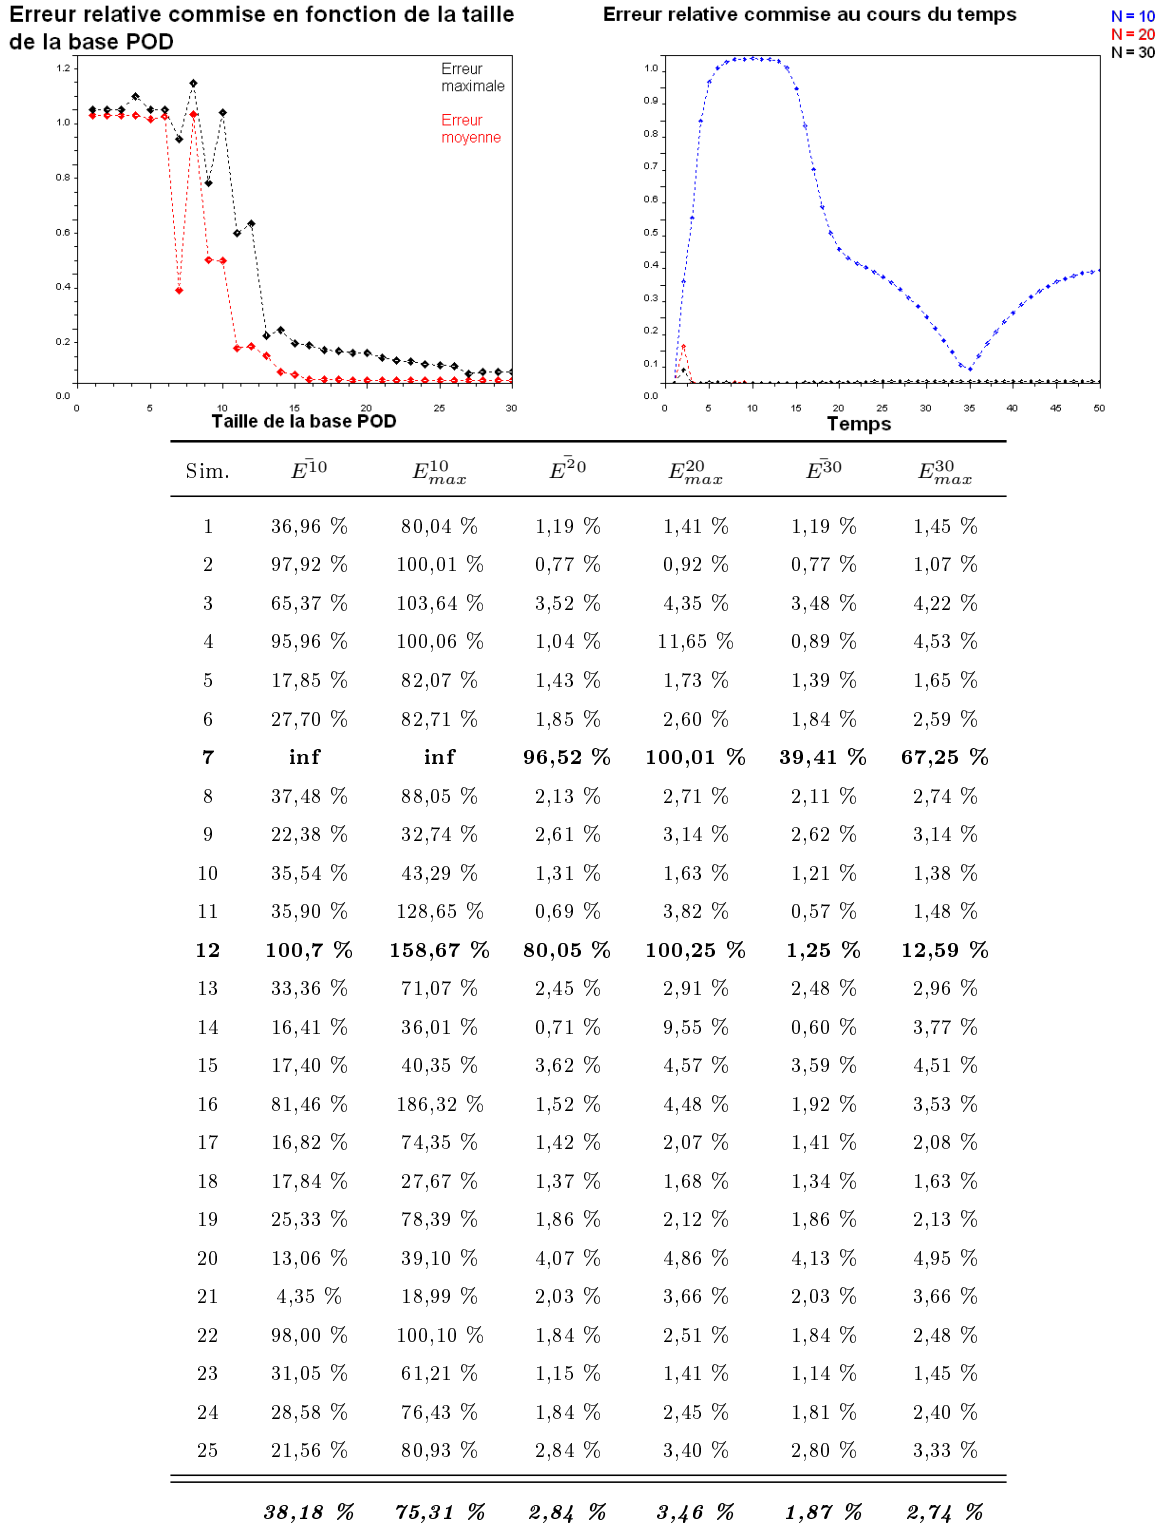 Erreur relative commise en fonction de la taille
de la base POD
Erreur
maximale
Erreur
moyenne
1.2
1.0
0.8
0.6
0.4
0.2
0.0
0 5 10 15 20 25 30
Taille de la base POD
Erreur relative commise au cours du temps
N = 10
N = 20
N = 30
1.0
0.9
0.8
0.7
0.6
0.5
0.4
0.3
0.2
0.1
0.0
0 5 10 15 20 25 30 35 40 45 50
Temps
Sim. E̅10 E10max E̅20 E20max E̅30 E30max
1 36,96 % 80,04 % 1,19 % 1,41 % 1,19 % 1,45 %
2 97,92 % 100,01 % 0,77 % 0,92 % 0,77 % 1,07 %
3 65,37 % 103,64 % 3,52 % 4,35 % 3,48 % 4,22 %
4 95,96 % 100,06 % 1,04 % 11,65 % 0,89 % 4,53 %
5 17,85 % 82,07 % 1,43 % 1,73 % 1,39 % 1,65 %
6 27,70 % 82,71 % 1,85 % 2,60 % 1,84 % 2,59 %
7 inf inf 96,52 % 100,01 % 39,41 % 67,25 %
8 37,48 % 88,05 % 2,13 % 2,71 % 2,11 % 2,74 %
9 22,38 % 32,74 % 2,61 % 3,14 % 2,62 % 3,14 %
10 35,54 % 43,29 % 1,31 % 1,63 % 1,21 % 1,38 %
11 35,90 % 128,65 % 0,69 % 3,82 % 0,57 % 1,48 %
12 100,7 % 158,67 % 80,05 % 100,25 % 1,25 % 12,59 %
13 33,36 % 71,07 % 2,45 % 2,91 % 2,48 % 2,96 %
14 16,41 % 36,01 % 0,71 % 9,55 % 0,60 % 3,77 %
15 17,40 % 40,35 % 3,62 % 4,57 % 3,59 % 4,51 %
16 81,46 % 186,32 % 1,52 % 4,48 % 1,92 % 3,53 %
17 16,82 % 74,35 % 1,42 % 2,07 % 1,41 % 2,08 %
18 17,84 % 27,67 % 1,37 % 1,68 % 1,34 % 1,63 %
19 25,33 % 78,39 % 1,86 % 2,12 % 1,86 % 2,13 %
20 13,06 % 39,10 % 4,07 % 4,86 % 4,13 % 4,95 %
21 4,35 % 18,99 % 2,03 % 3,66 % 2,03 % 3,66 %
22 98,00 % 100,10 % 1,84 % 2,51 % 1,84 % 2,48 %
23 31,05 % 61,21 % 1,15 % 1,41 % 1,14 % 1,45 %
24 28,58 % 76,43 % 1,84 % 2,45 % 1,81 % 2,40 %
25 21,56 % 80,93 % 2,84 % 3,40 % 2,80 % 3,33 %
38,18 % 75,31 % 2,84 % 3,46 % 1,87 % 2,74 %